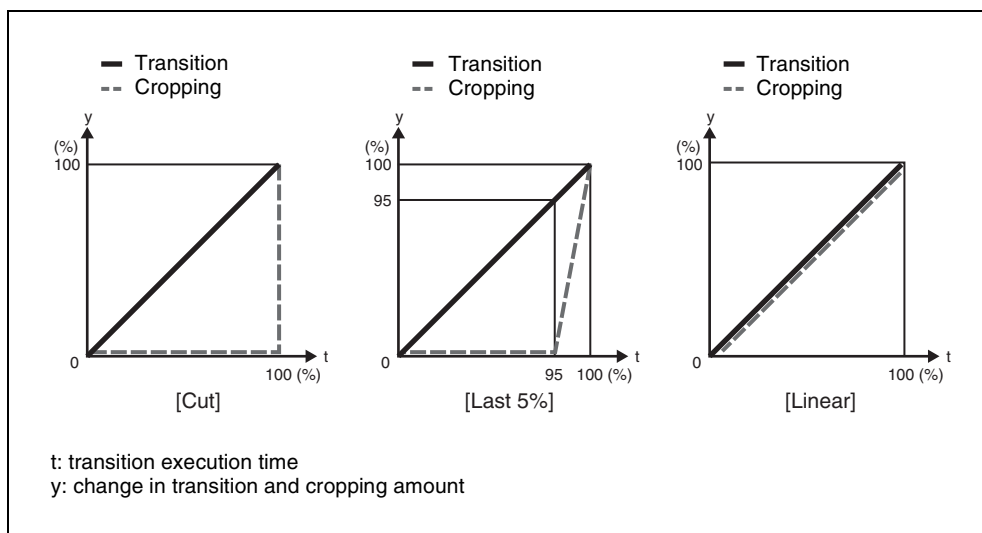 Transition
Cropping
y
(%)
100
0
t
100 (%)
[Cut]
Transition
Cropping
y
(%)
100
95
0
t
95 100 (%)
[Last 5%]
Transition
Cropping
y
(%)
100
0
t
100 (%)
[Linear]
t: transition execution time
y: change in transition and cropping amount